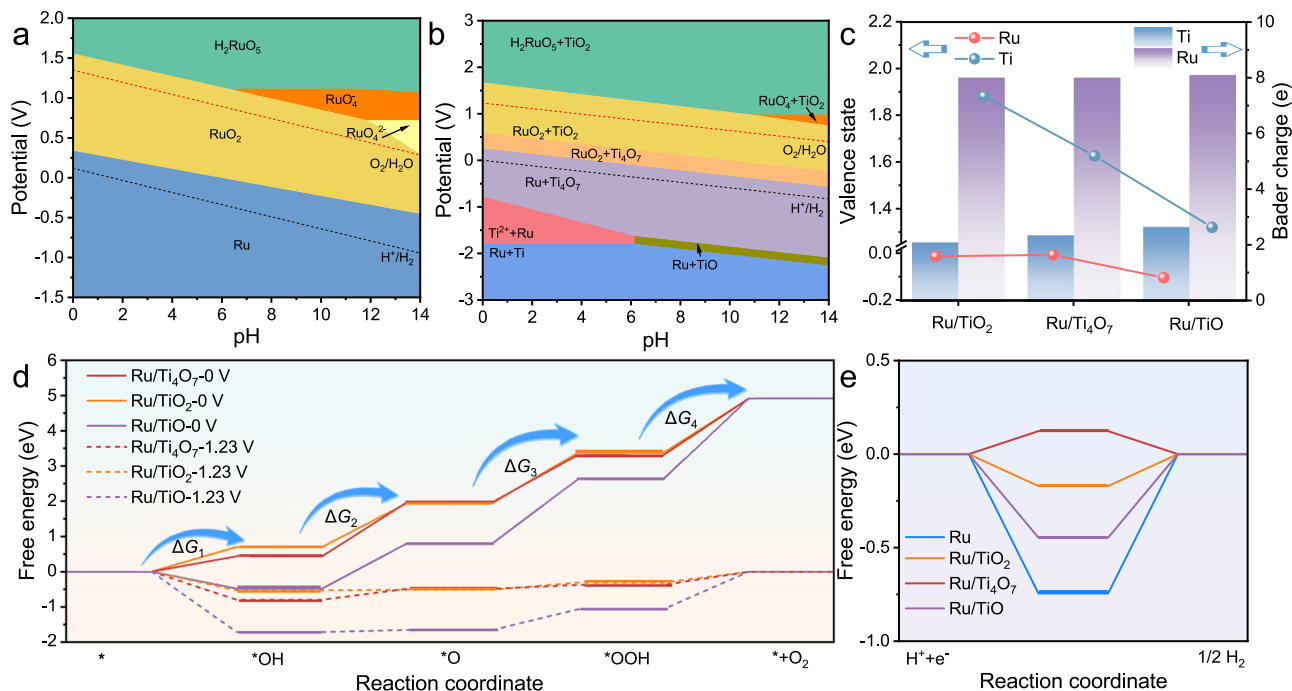 a
2.0
1.5
1.0
0.5
0.0
-0.5
-1.0
-1.5
Potential (V)
H₂RuO₅
RuO₄⁻
RuO₄²⁻
RuO₂
O₂/H₂O
Ru
H⁺/H₂
0 2 4 6 8 10 12 14
pH
b
3
2
1
0
-1
-2
-3
Potential (V)
H₂RuO₅+TiO₂
RuO₄⁻+TiO₂
RuO₂+TiO₂
O₂/H₂O
RuO₂+Ti₄O₇
Ru+Ti₄O₇
H⁺/H₂
Ti²⁺+Ru
Ru+Ti
Ru+TiO
0 2 4 6 8 10 12 14
pH
c
2.2
2.0
1.8
1.6
1.4
0.0
-0.2
Valence state
Ru
Ti
Ti
Ru
10
8
6
4
2
0
Bader charge (e)
Ru/TiO₂ Ru/Ti₄O₇ Ru/TiO
d
6
5
4
3
2
1
0
-1
-2
Free energy (eV)
Ru/Ti₄O₇-0 V
Ru/TiO₂-0 V
Ru/TiO-0 V
Ru/Ti₄O₇-1.23 V
Ru/TiO₂-1.23 V
Ru/TiO-1.23 V
ΔG₁
ΔG₂
ΔG₃
ΔG₄
* *OH *O *OOH *+O₂
Reaction coordinate
e
0.5
0.0
-0.5
-1.0
Free energy (eV)
Ru
Ru/TiO₂
Ru/Ti₄O₇
Ru/TiO
H⁺+e⁻ 1/2 H₂
Reaction coordinate